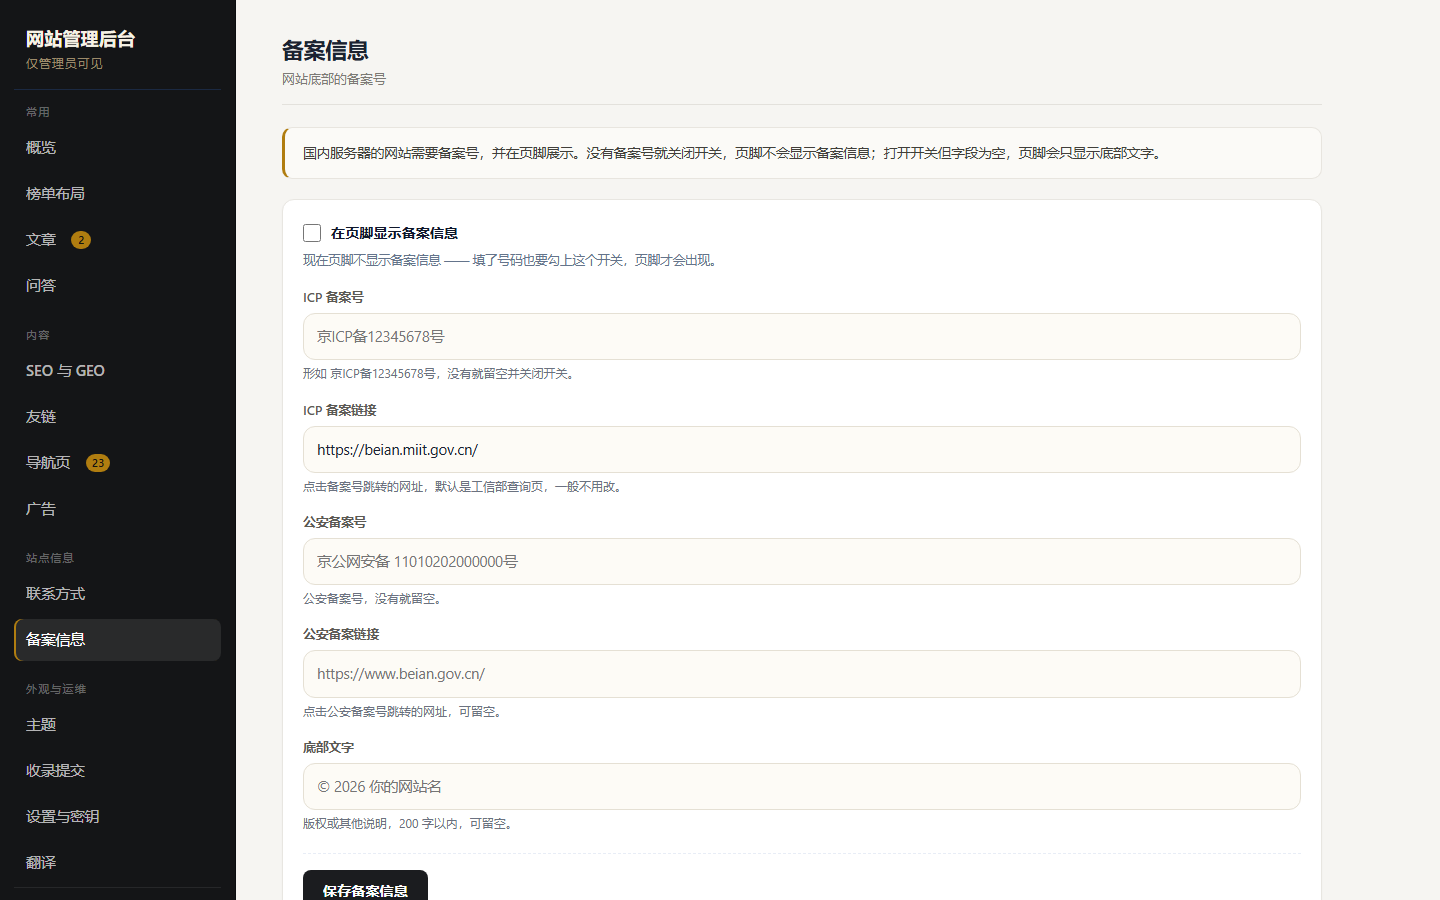 网站管理后台
仅管理员可见
常用
概览
榜单布局
文章 2
问答
内容
SEO 与 GEO
友链
导航页 23
广告
站点信息
联系方式
备案信息
外观与运维
主题
收录提交
设置与密钥
翻译
备案信息
网站底部的备案号
国内服务器的网站需要备案号，并在页脚展示。没有备案号就关闭开关，页脚不会显示备案信息；打开开关但字段为空，页脚会只显示底部文字。
在页脚显示备案信息
现在页脚不显示备案信息 —— 填了号码也要勾上这个开关，页脚才会出现。
ICP 备案号
京ICP备12345678号
形如 京ICP备12345678号，没有就留空并关闭开关。
ICP 备案链接
https://beian.miit.gov.cn/
点击备案号跳转的网址，默认是工信部查询页，一般不用改。
公安备案号
京公网安备 11010202000000号
公安备案号，没有就留空。
公安备案链接
https://www.beian.gov.cn/
点击公安备案号跳转的网址，可留空。
底部文字
© 2026 你的网站名
版权或其他说明，200 字以内，可留空。
保存备案信息